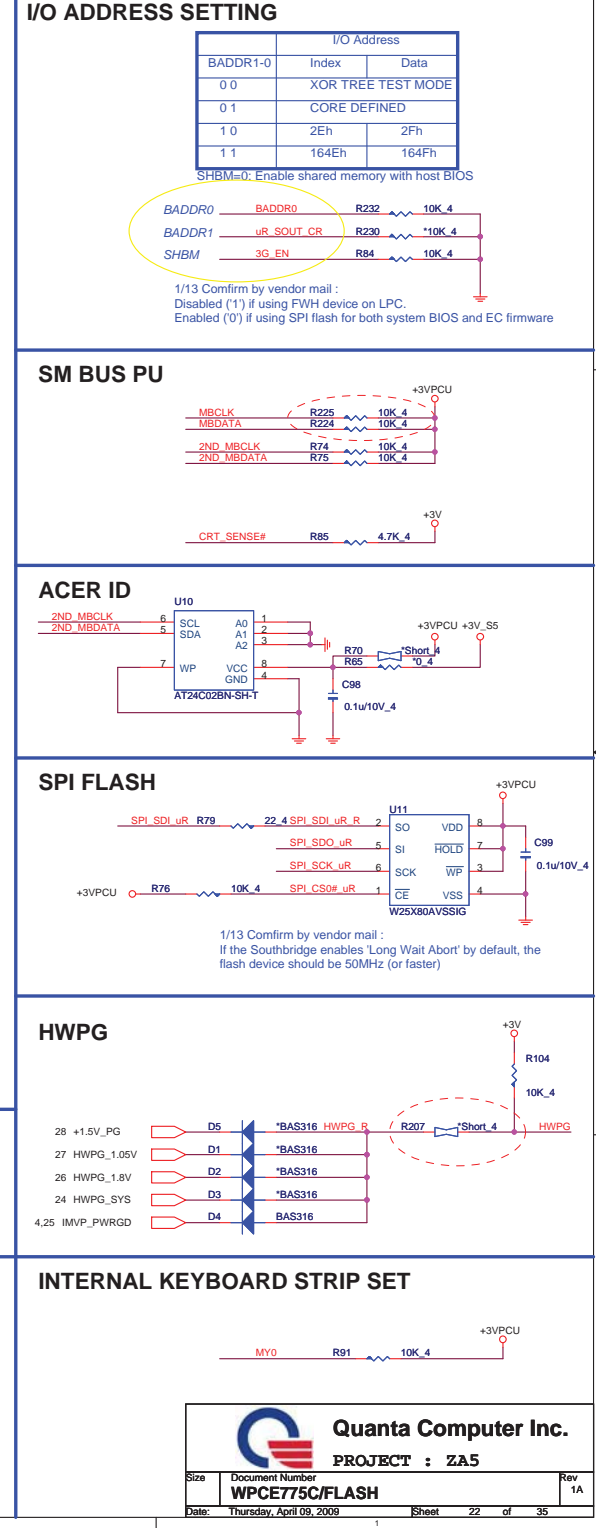 I/O ADDRESS SETTING
I/O Address
BADDR1-0 Index Data
0 0 XOR TREE TEST MODE
0 1 CORE DEFINED
1 0 2Eh 2Fh
1 1 164Eh 164Fh
SHBM=0: Enable shared memory with host BIOS
BADDR0 BADDR0 R232 10K_4
BADDR1 uR_SOUT_CR R230 *10K_4
SHBM 3G_EN R84 10K_4
1/13 Comfirm by vendor mail :
Disabled ('1') if using FWH device on LPC.
Enabled ('0') if using SPI flash for both system BIOS and EC firmware
SM BUS PU
+3VPCU
MBCLK R225 10K_4
MBDATA R224 10K_4
2ND_MBCLK R74 10K_4
2ND_MBDATA R75 10K_4
+3V
CRT_SENSE# R85 4.7K_4
ACER ID
U10
2ND_MBCLK 6 SCL A0 1
2ND_MBDATA 5 SDA A1 2
A2 3
+3VPCU +3V_S5
R70 *Short_4
7 WP VCC 8 R65 *0_4
GND 4
C98
AT24C02BN-SH-T
0.1u/10V_4
SPI FLASH
+3VPCU
U11
SPI_SDI_uR R79 22_4 SPI_SDI_uR_R 2 SO VDD 8
SPI_SDO_uR 5 SI HOLD 7 C99
SPI_SCK_uR 6 SCK WP 3 0.1u/10V_4
+3VPCU R76 10K_4 SPI_CS0#_uR 1 CE VSS 4
W25X80AVSSIG
1/13 Comfirm by vendor mail :
If the Southbridge enables 'Long Wait Abort' by default, the
flash device should be 50MHz (or faster)
HWPG
+3V
R104
10K_4
28 +1.5V_PG D5 *BAS316 HWPG_R R207 *Short_4 HWPG
27 HWPG_1.05V D1 *BAS316
26 HWPG_1.8V D2 *BAS316
24 HWPG_SYS D3 *BAS316
4,25 IMVP_PWRGD D4 BAS316
INTERNAL KEYBOARD STRIP SET
+3VPCU
MY0 R91 10K_4
Quanta Computer Inc.
PROJECT : ZA5
Size Document Number Rev
WPCE775C/FLASH 1A
Date: Thursday, April 09, 2009 Sheet 22 of 35
1